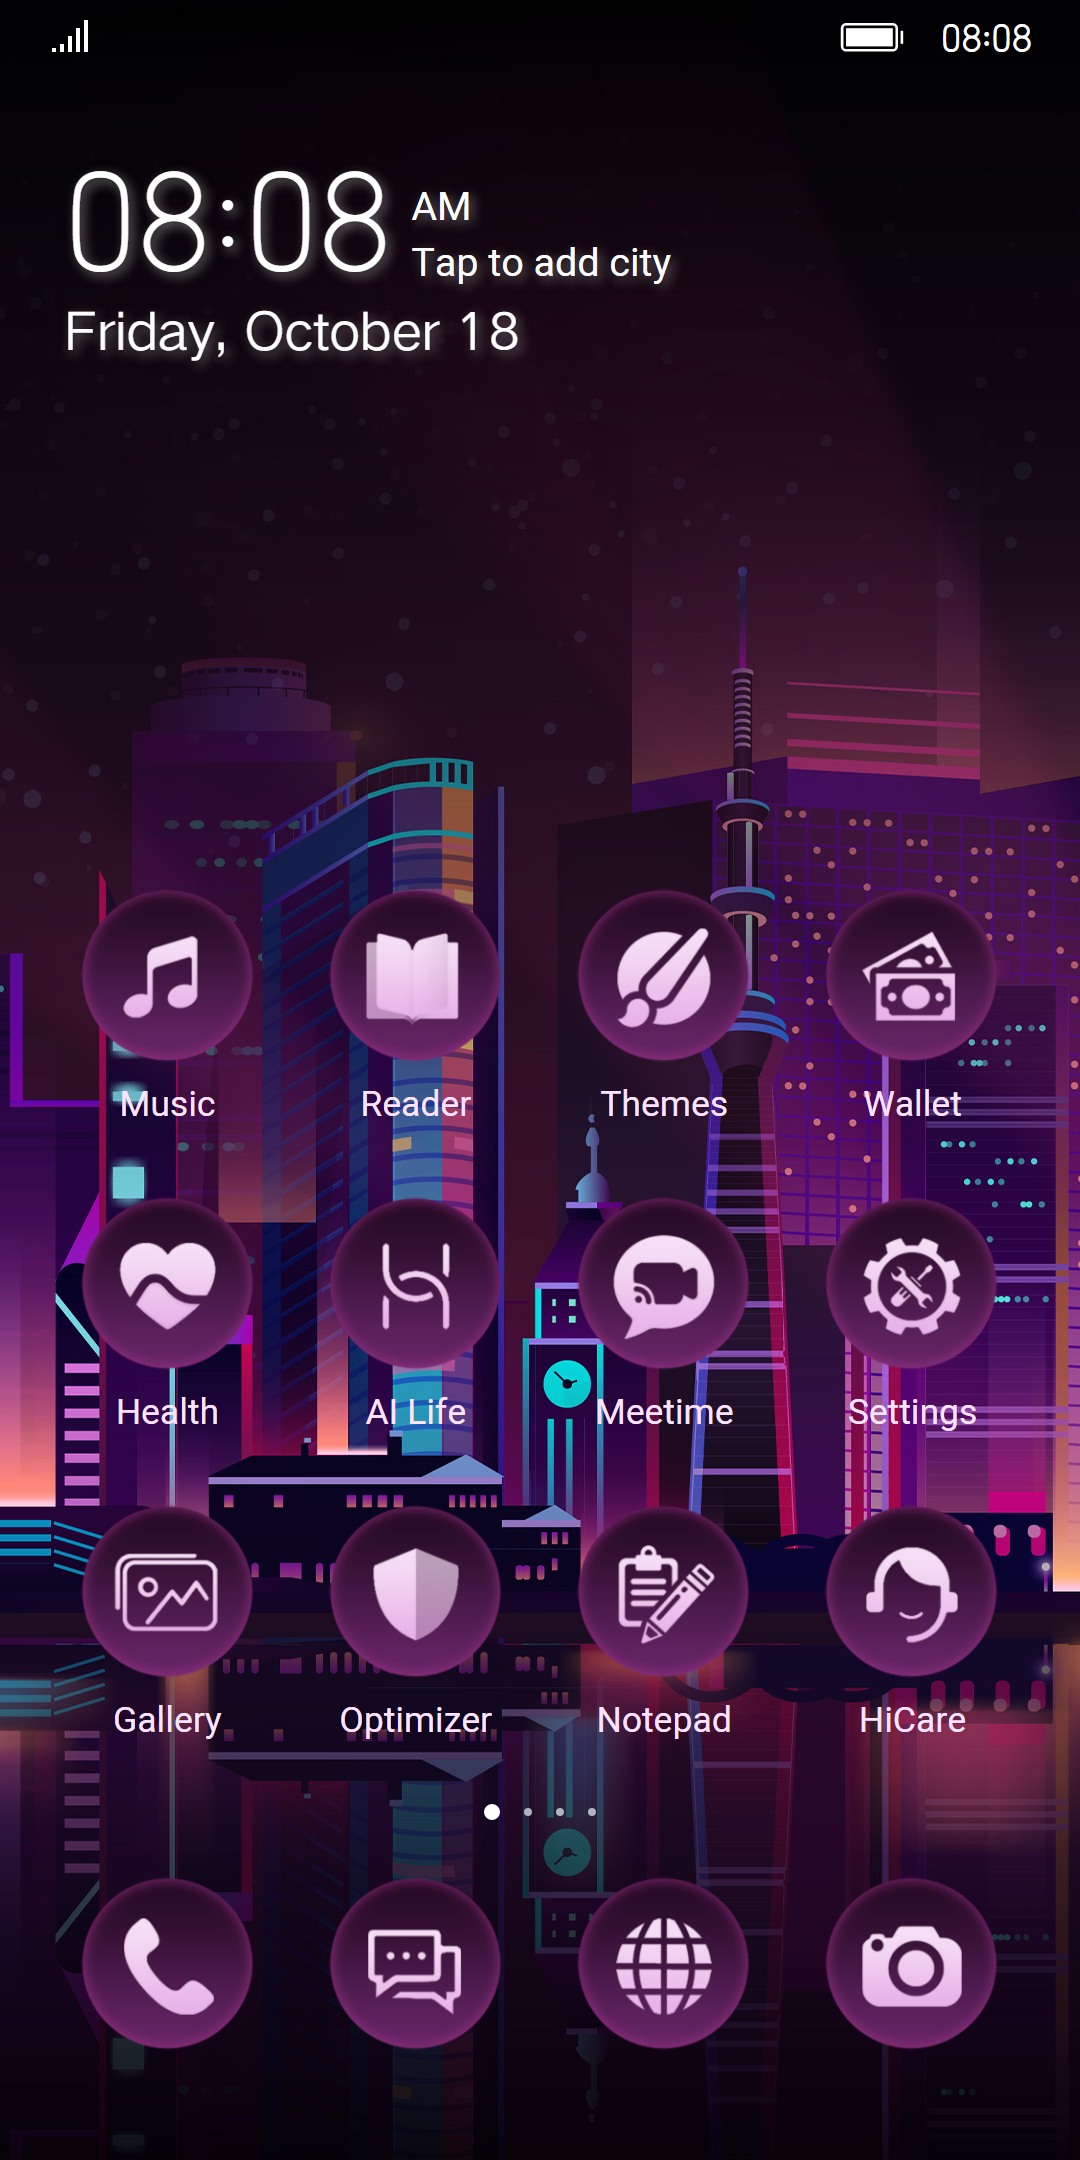 08:08
08:08 AM
Tap to add city
Friday, October 18
Music Reader Themes Wallet
Health AI Life Meetime Settings
Gallery Optimizer Notepad HiCare